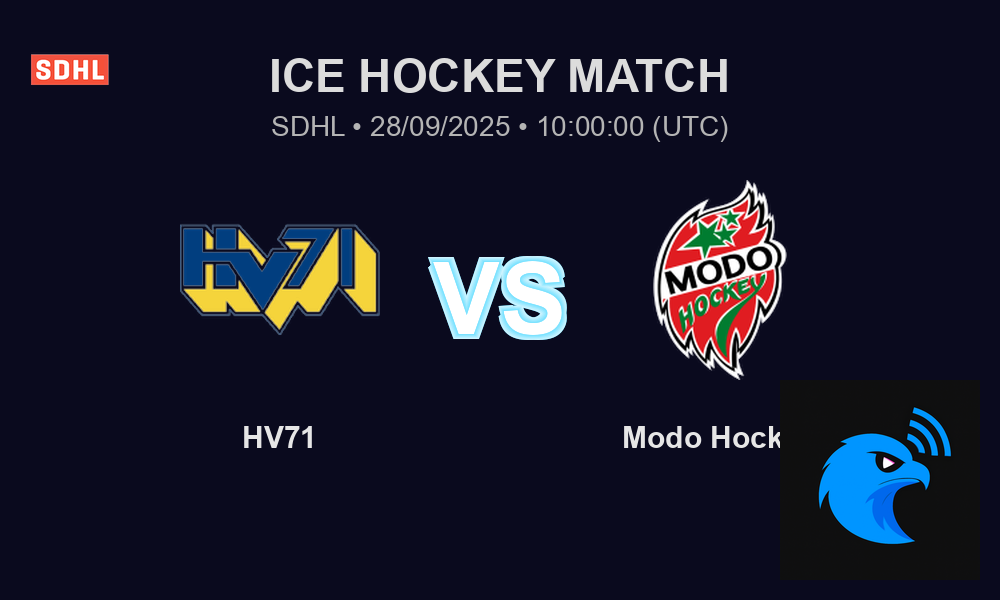 SDHL
ICE HOCKEY MATCH
SDHL • 28/09/2025 • 10:00:00 (UTC)
HV71
VS
MODO
HOCKEY
HV71
Modo Hock